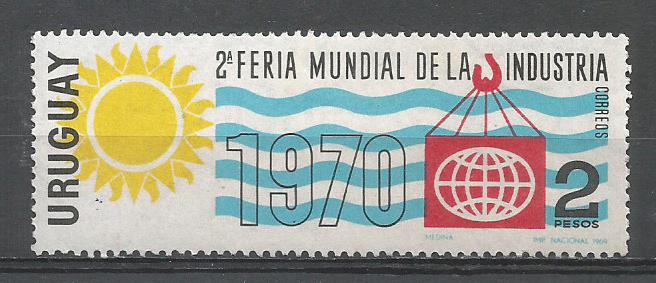 URUGUAY
2ª FERIA MUNDIAL DE LA INDUSTRIA
CORREOS
1970
2
PESOS
MEDINA
IMP. NACIONAL 1969